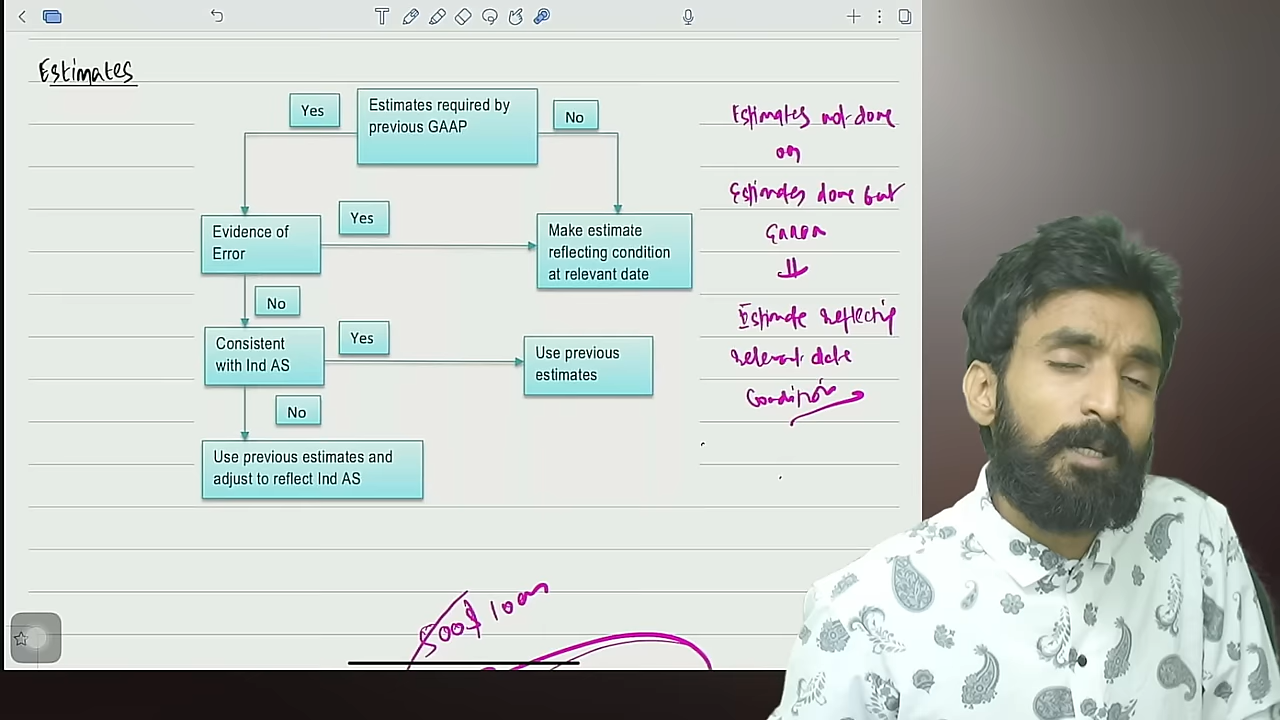 Estimates
Yes
Estimates required by
previous GAAP
No
Evidence of
Error
Yes
Make estimate
reflecting condition
at relevant date
No
Consistent
with Ind AS
Yes
Use previous
estimates
No
Use previous estimates and
adjust to reflect Ind AS
Estimates not done
or
Estimates done but
Error
Estimate reflecting
relevant date
Condition
500$ loan